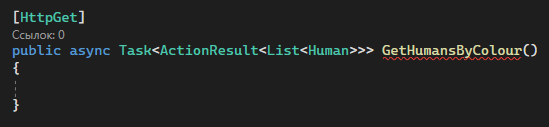 [HttpGet]
Ссылок: 0
public async Task<ActionResult<List<Human>>> GetHumansByColour()
{
}